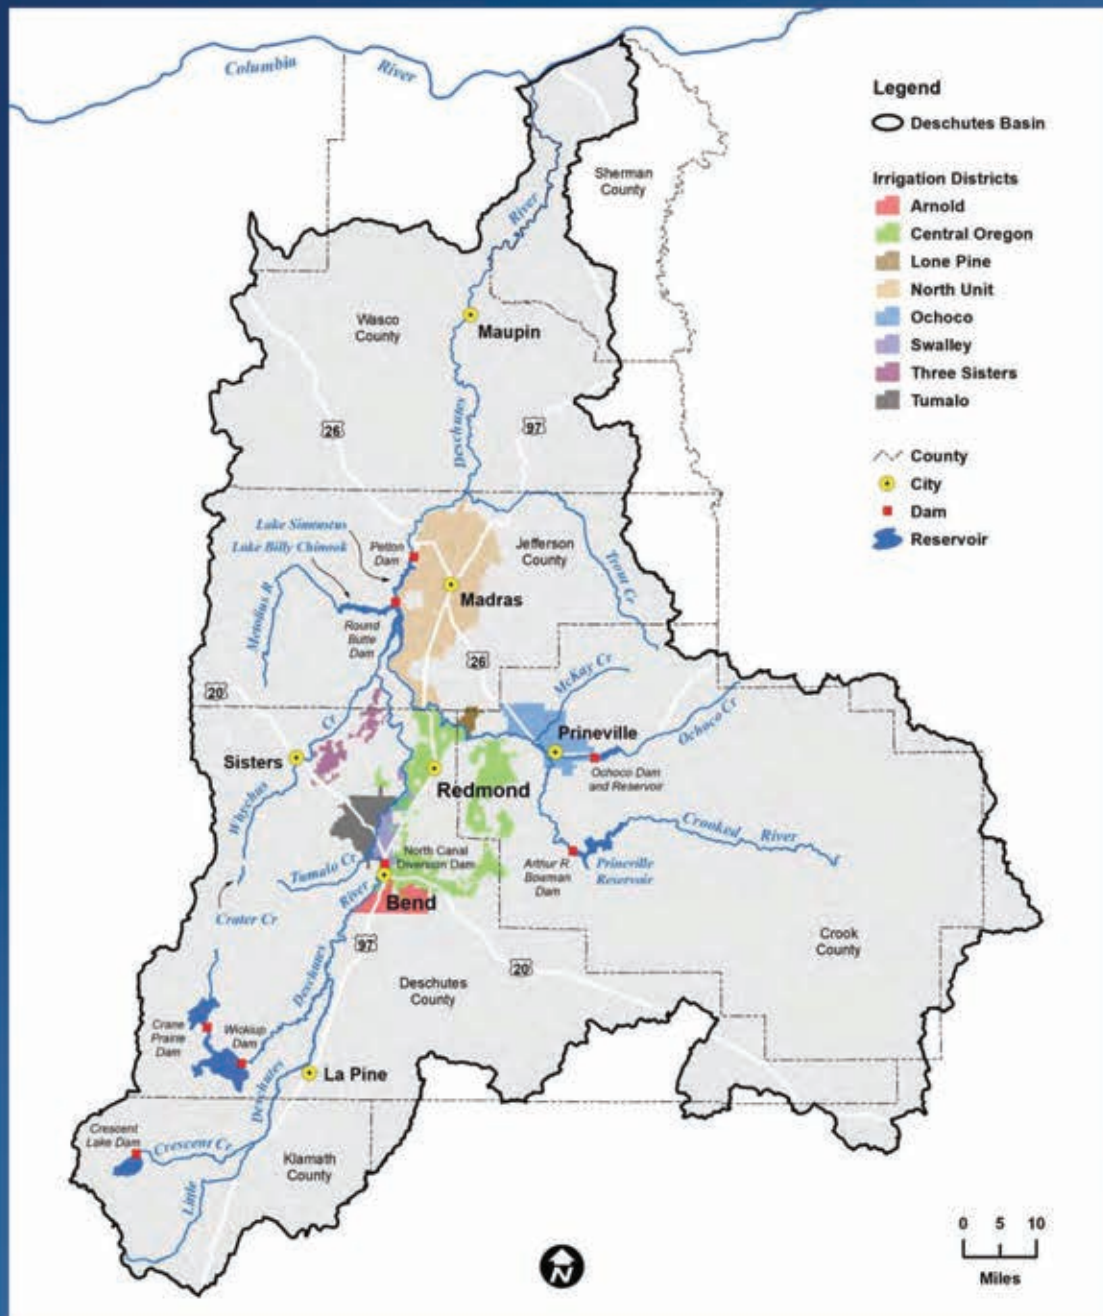 Columbia
River
Legend
Deschutes Basin
Irrigation Districts
Arnold
Central Oregon
Lone Pine
North Unit
Ochoco
Swalley
Three Sisters
Tumalo
County
City
Dam
Reservoir
Sherman
County
River
Wasco
County
Maupin
26
97
Deschutes
Lake Simtustus
Lake Billy Chinook
Pelton
Dam
Jefferson
County
Trout Cr
Metolius R
Madras
Round
Butte
Dam
26
McKay Cr
20
Cr
Prineville
Ochoco Cr
Sisters
Ochoco Dam
and Reservoir
Redmond
Whychus
Crooked River
North Canal
Diversion Dam
Arthur R.
Bowman
Dam
Prineville
Reservoir
Tumalo Cr
River
Bend
Crater Cr
97
20
Crook
County
Deschutes
Deschutes
County
Crane
Prairie
Dam
Wickiup
Dam
La Pine
Deschutes
Crescent
Lake Dam
Crescent Cr
Klamath
County
Little
0 5 10
Miles
N